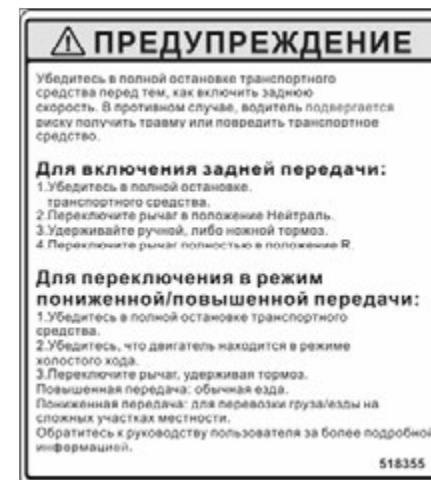 ПРЕДУПРЕЖДЕНИЕ
Убедитесь в полной остановке транспортного
средства перед тем, как включить заднюю
скорость. В противном случае, водитель подвергается
риску получить травму или повредить транспортное
средство.
Для включения задней передачи:
1.Убедитесь в полной остановке.
транспортного средства.
2.Переключите рычаг в положение Нейтраль.
3.Удерживайте ручной, либо ножной тормоз.
4.Переключите рычаг полностью в положение R.
Для переключения в режим
пониженной/повышенной передачи:
1.Убедитесь в полной остановке транспортного
средства.
2.Убедитесь, что двигатель находится в режиме
холостого хода.
3.Переключите рычаг, удерживая тормоз.
Повышенная передача: обычная езда.
Пониженная передача: для перевозки груза/езды на
сложных участках местности.
Обратитесь к руководству пользователя за более подробной
информацией.
518355